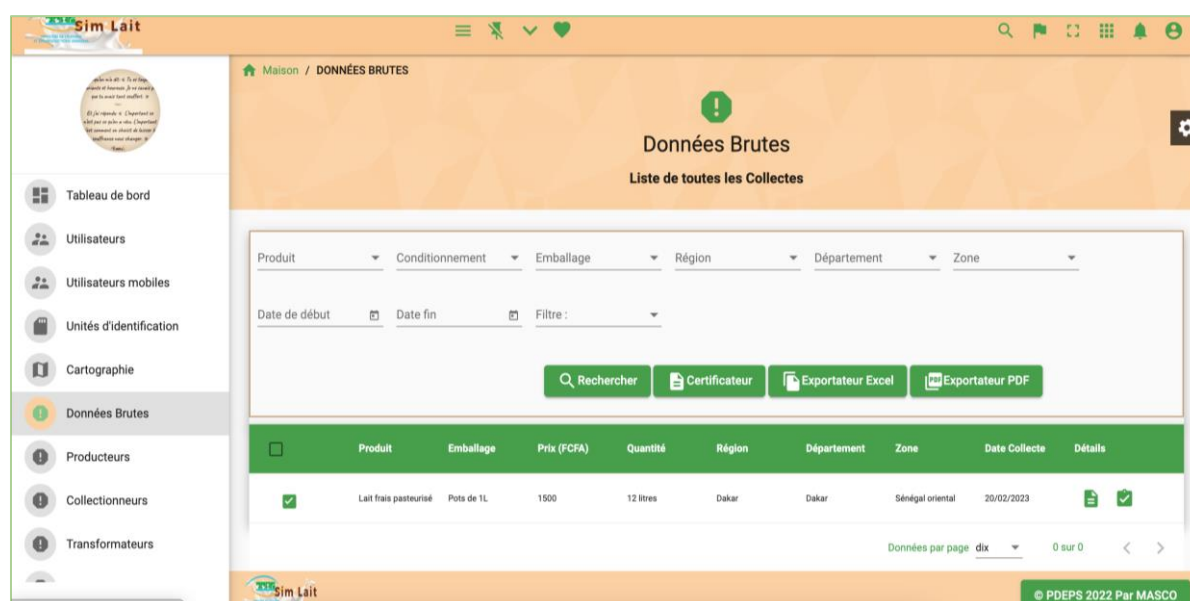 Sim Lait
Maison / DONNÉES BRUTES
Données Brutes
Liste de toutes les Collectes
Tableau de bord
Utilisateurs
Utilisateurs mobiles
Unités d'identification
Cartographie
Données Brutes
Producteurs
Collectionneurs
Transformateurs
Produit Conditionnement Emballage Région Département Zone
Date de début Date fin Filtre :
Rechercher Certificateur Exportateur Excel PDF Exportateur PDF
Produit Emballage Prix (FCFA) Quantité Région Département Zone Date Collecte Détails
Lait frais pasteurisé Pots de 1L 1500 12 litres Dakar Dakar Sénégal oriental 20/02/2023
Données par page dix 0 sur 0
Sim Lait
© PDEPS 2022 Par MASCO